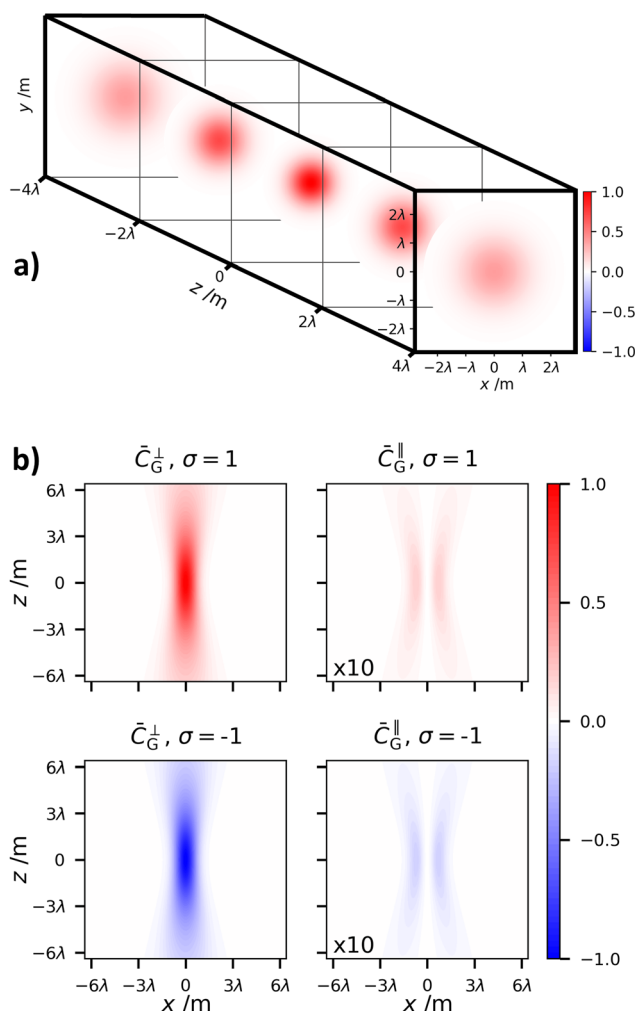 y /m
−4λ
−2λ
0
2λ
4λ
z /m
a)
2λ
λ
0
−λ
−2λ
−2λ −λ 0 λ 2λ
x /m
1.0
0.5
0.0
−0.5
−1.0
b)
C̄⊥G, σ = 1
C̄∥G, σ = 1
6λ
3λ
0
−3λ
−6λ
z /m
x10
1.0
0.5
0.0
−0.5
−1.0
C̄⊥G, σ = -1
C̄∥G, σ = -1
6λ
3λ
0
−3λ
−6λ
z /m
x10
−6λ −3λ 0 3λ 6λ
x /m
−6λ −3λ 0 3λ 6λ
x /m